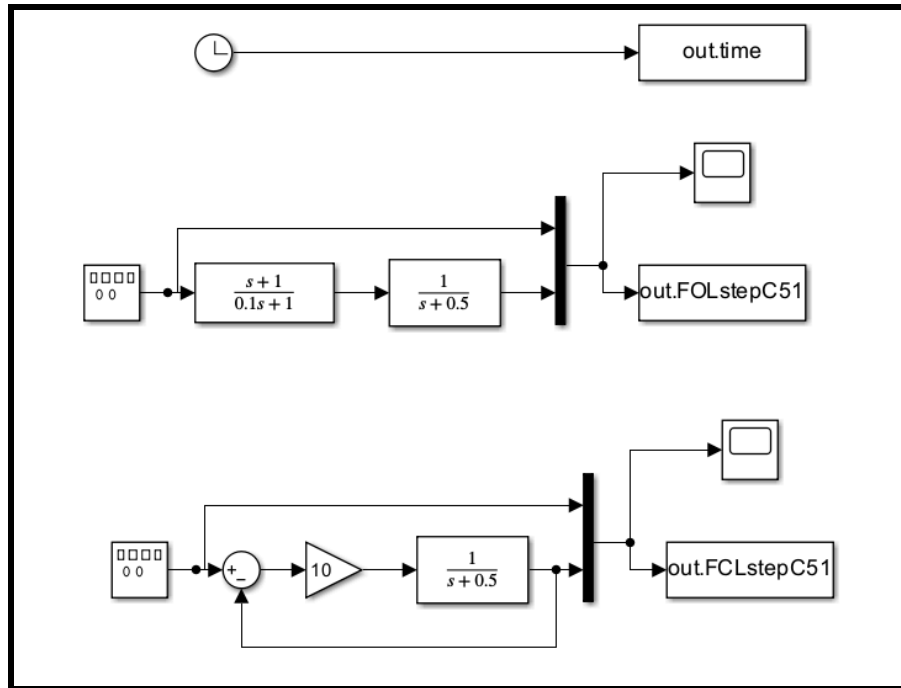 out.time
s + 1
0.1s + 1
1
s + 0.5
out.FOLstepC51
+
−
10
1
s + 0.5
out.FCLstepC51